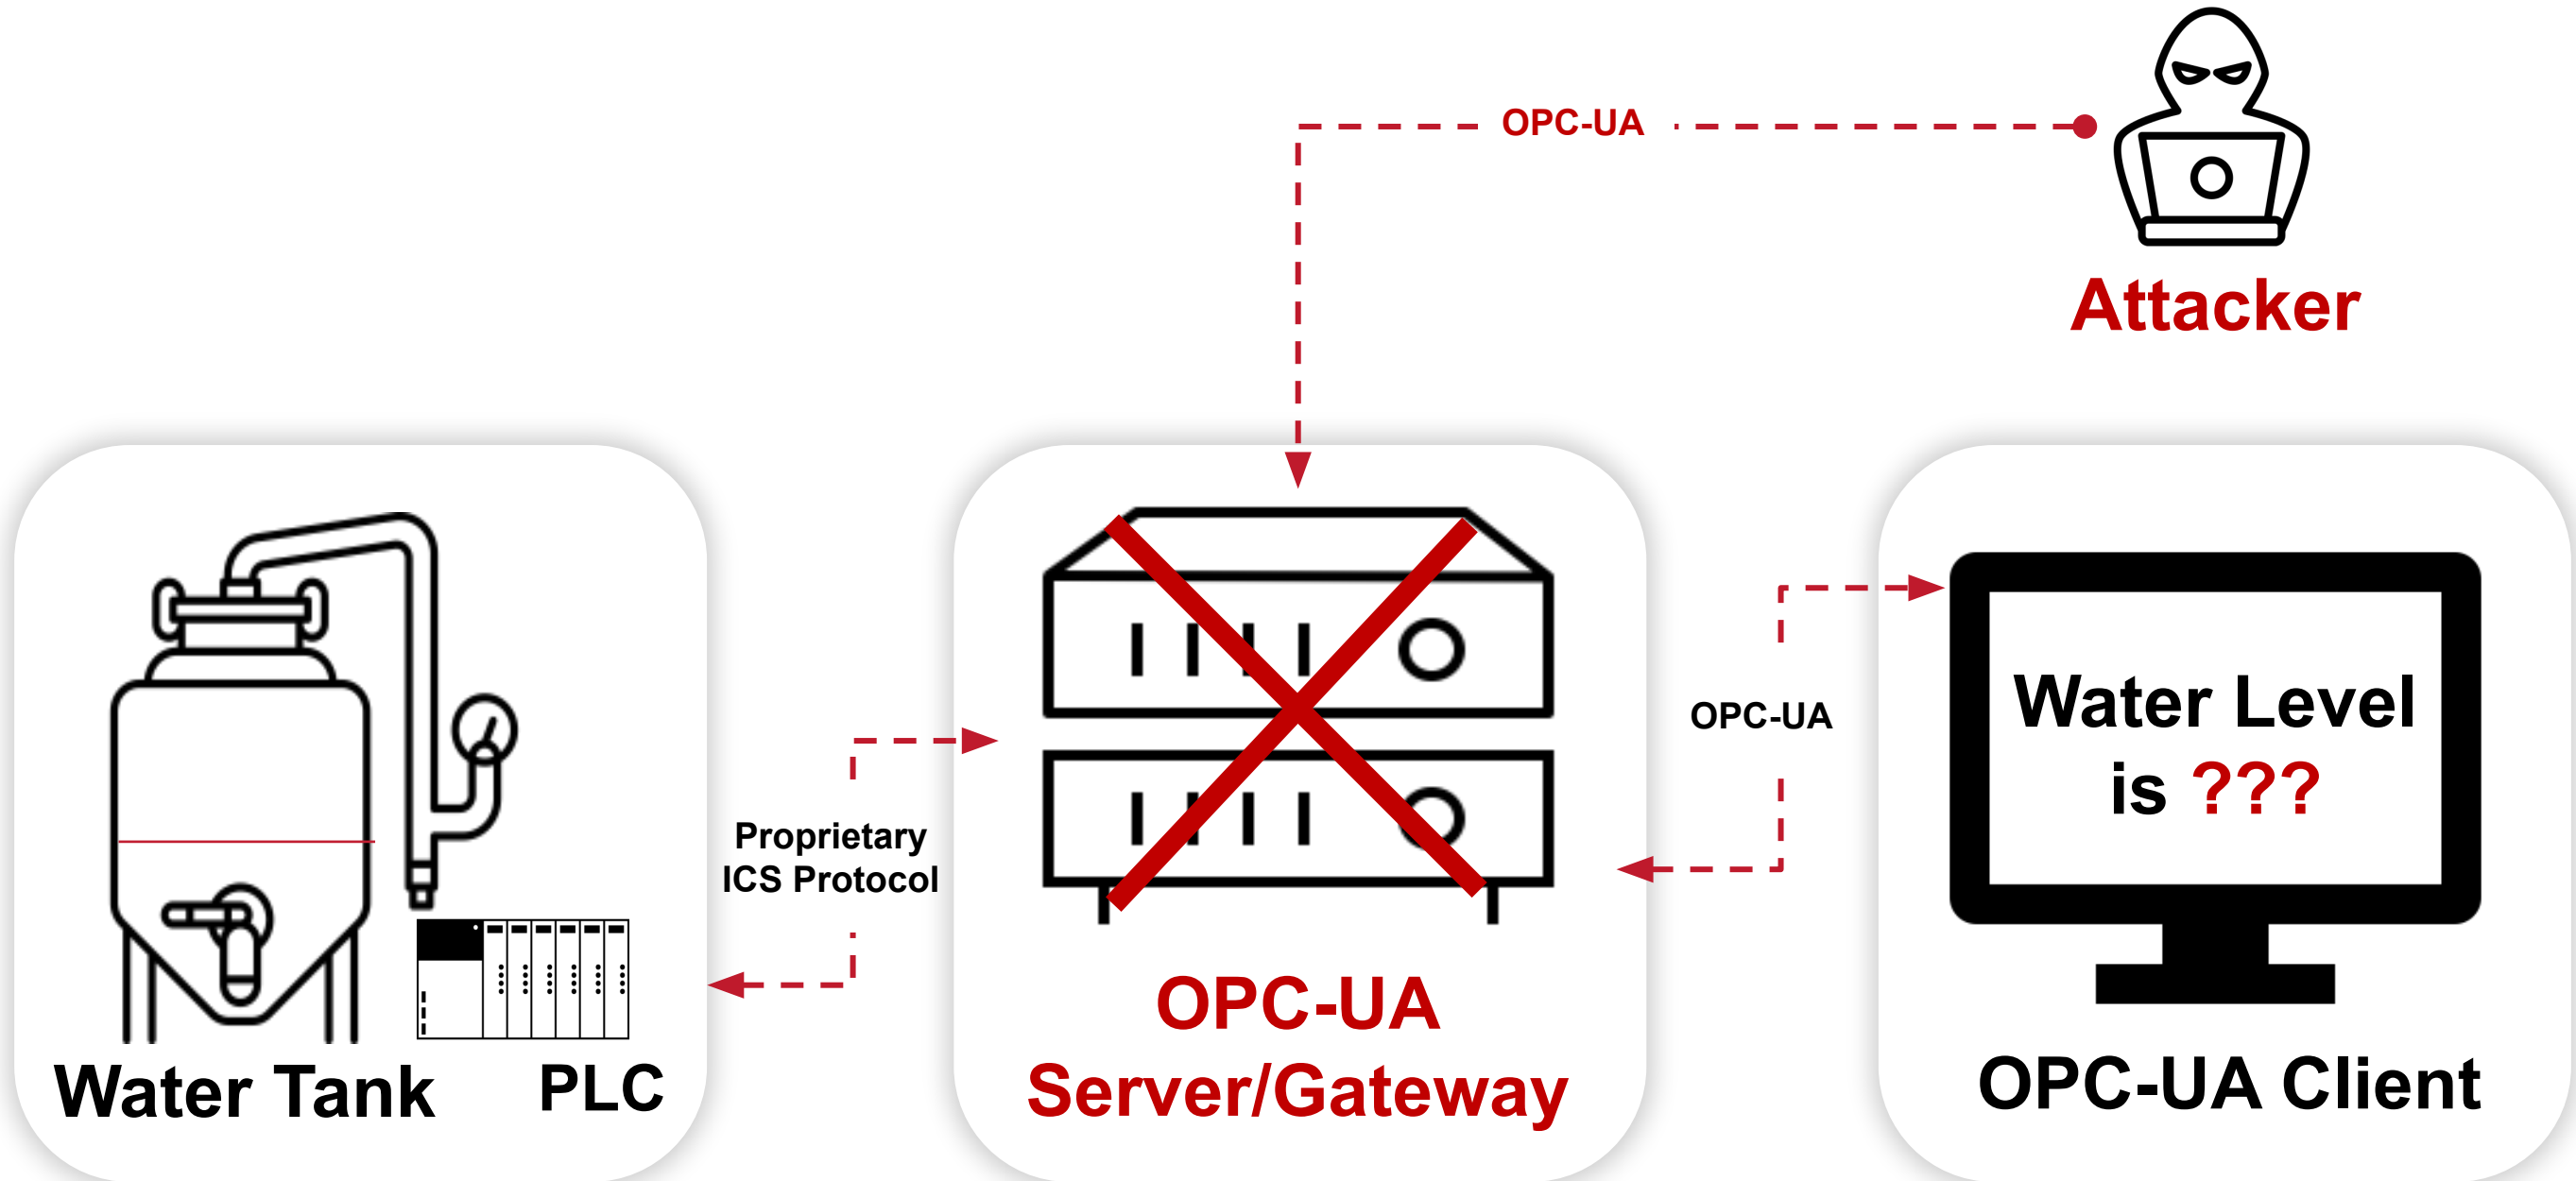 OPC-UA
Attacker
Water Tank
PLC
Proprietary
ICS Protocol
OPC-UA
Server/Gateway
OPC-UA
Water Level
is ???
OPC-UA Client